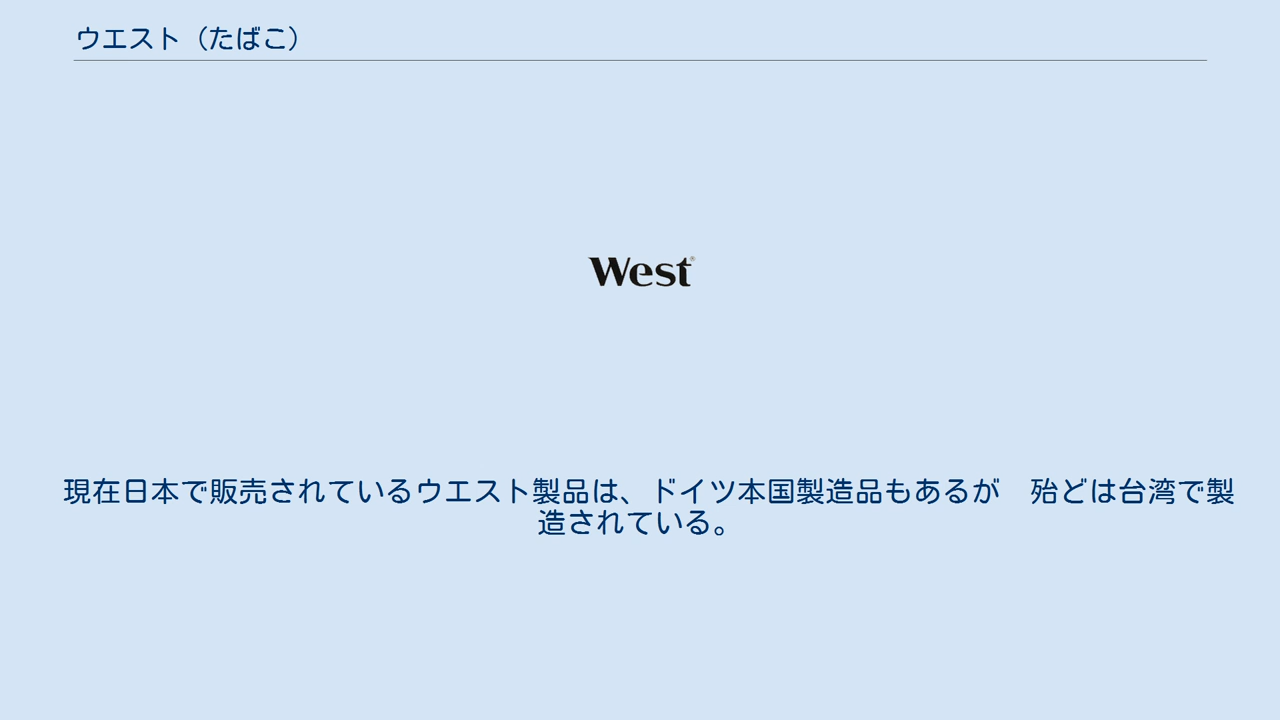 ウエスト（たばこ）
West®
現在日本で販売されているウエスト製品は、ドイツ本国製造品もあるが　殆どは台湾で製
造されている。